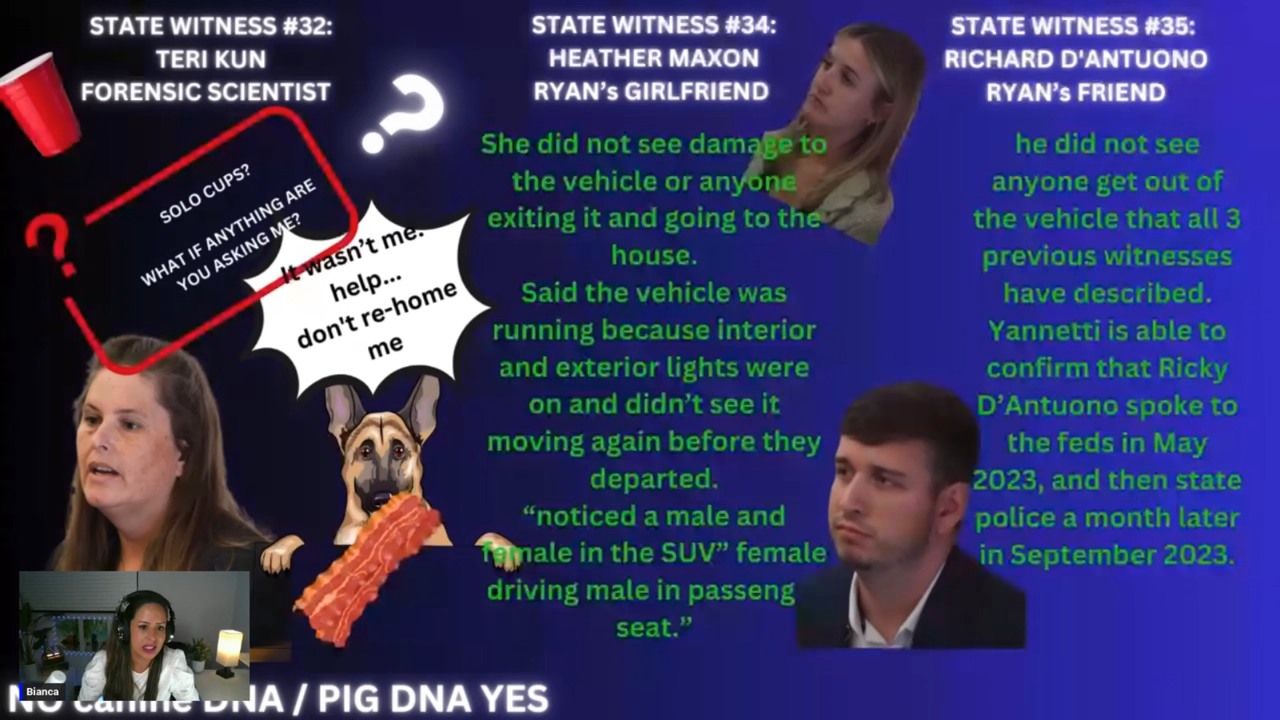 STATE WITNESS #32:
TERI KUN
FORENSIC SCIENTIST
SOLO CUPS?
WHAT IF ANYTHING ARE
YOU ASKING ME?
It wasn't me.
help...
don't re-home
me
STATE WITNESS #34:
HEATHER MAXON
RYAN's GIRLFRIEND
She did not see damage to
the vehicle or anyone
exiting it and going to the
house.
Said the vehicle was
running because interior
and exterior lights were
on and didn't see it
moving again before they
departed.
“noticed a male and
female in the SUV” female
driving male in passeng
seat.”
STATE WITNESS #35:
RICHARD D'ANTUONO
RYAN's FRIEND
he did not see
anyone get out of
the vehicle that all 3
previous witnesses
have described.
Yannetti is able to
confirm that Ricky
D’Antuono spoke to
the feds in May
2023, and then state
police a month later
in September 2023.
Bianca
NO canine DNA / PIG DNA YES